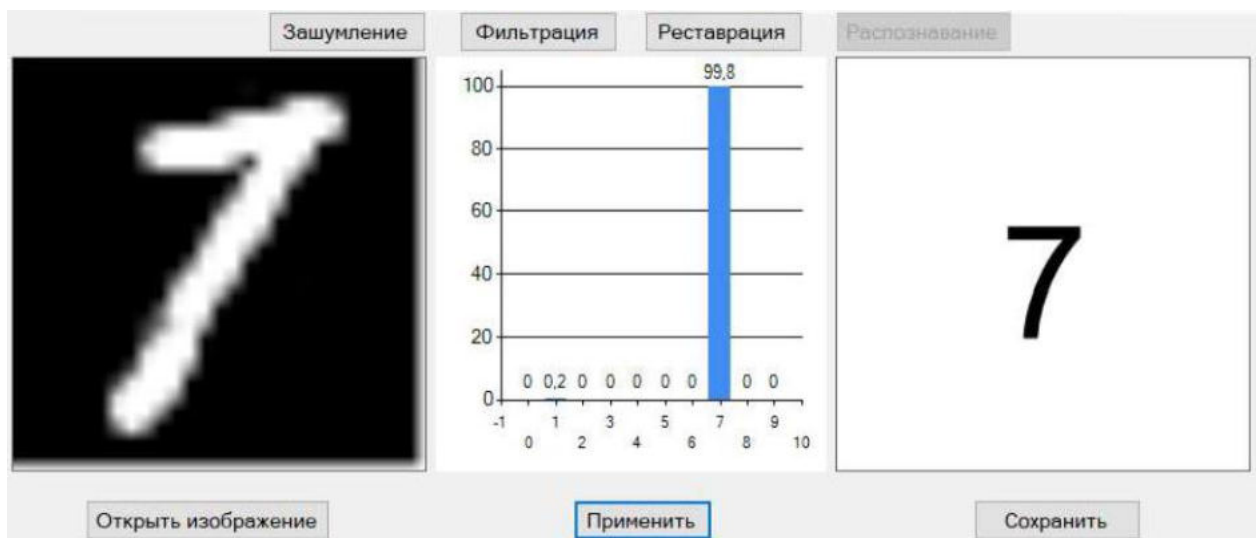 Зашумление Фильтрация Реставрация Распознавание
7
99,8
100
80
60
40
20
0 0,2 0 0 0 0 0 0 0
0
-1 1 3 5 7 9
0 2 4 6 8 10
7
Открыть изображение Применить Сохранить